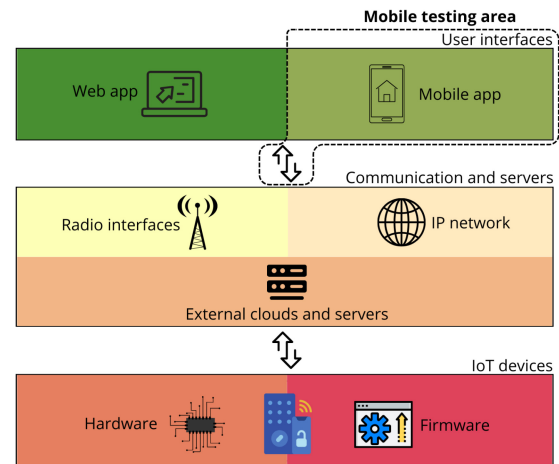 Mobile testing area
User interfaces
Web app
Mobile app
Communication and servers
Radio interfaces
IP network
External clouds and servers
IoT devices
Hardware
Firmware